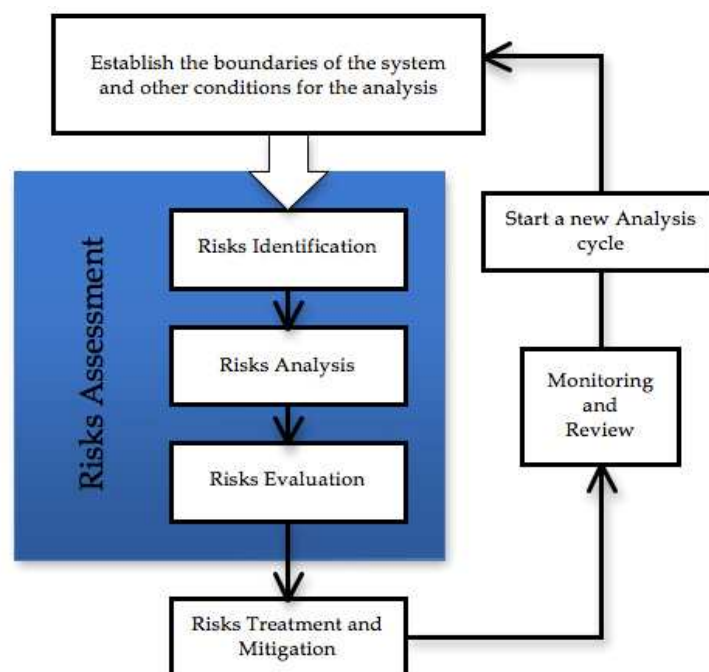 Establish the boundaries of the system
and other conditions for the analysis
Risks Assessment
Risks Identification
Risks Analysis
Risks Evaluation
Risks Treatment and
Mitigation
Start a new Analysis
cycle
Monitoring
and
Review